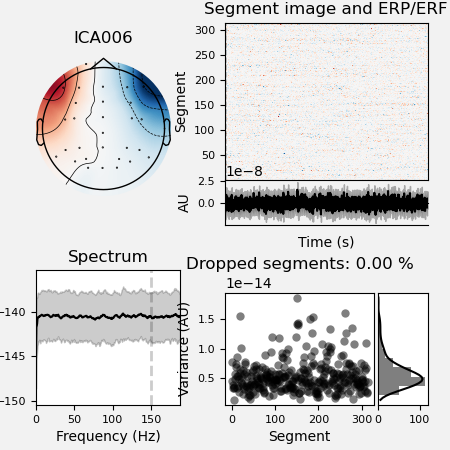 Segment image and ERP/ERF
ICA006
300
250
200
150
100
50
Segment
1e−8
2.5
0.0
AU
Time (s)
Spectrum
Dropped segments: 0.00 %
1e−14
−140
−145
−150
0 50 100 150
Frequency (Hz)
Variance (AU)
1.5
1.0
0.5
0 100 200 300
0 100
Segment